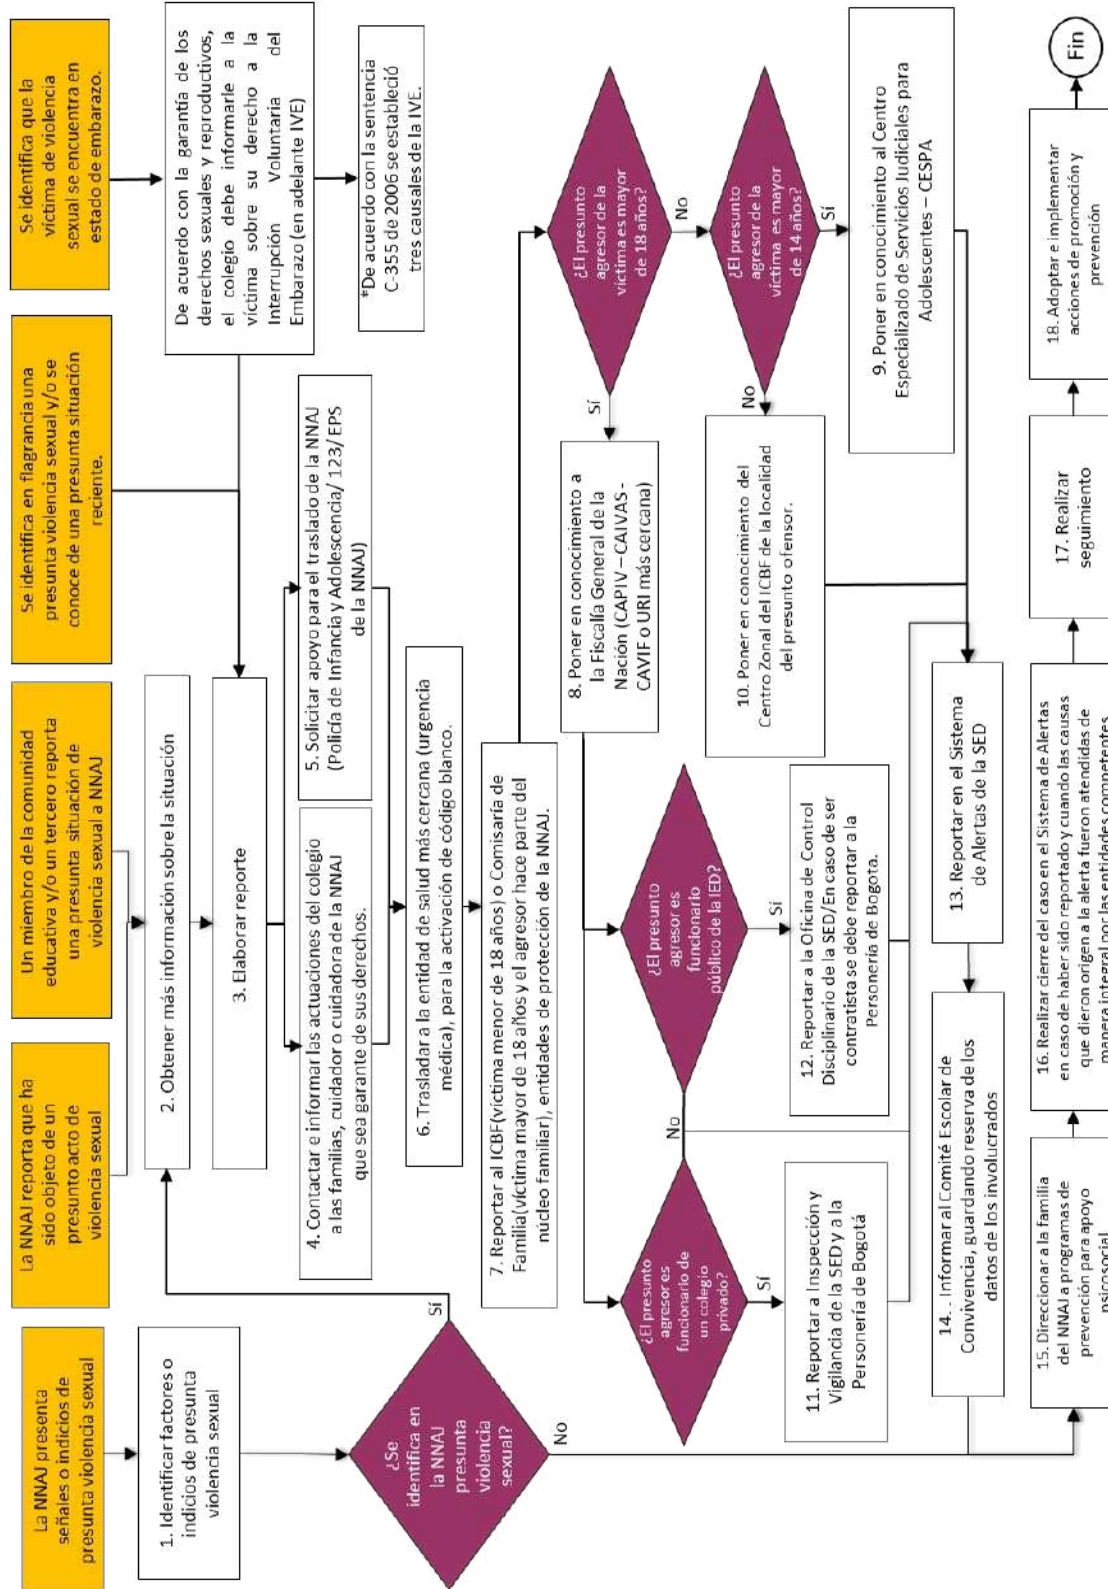 La NNAJ presenta
señales o indicios de
presunta violencia sexual
La NNAJ reporta que ha
sido objeto de un
presunto acto de
violencia sexual
Un miembro de la comunidad
educativa y/o un tercero reporta
una presunta situación de
violencia sexual a NNAJ
Se identifica en flagrancia una
presunta violencia sexual y/o se
conoce de una presunta situación
reciente.
Se identifica que la
víctima de violencia
sexual se encuentra en
estado de embarazo.
1. Identificar factores o
indicios de presunta
violencia sexual
2. Obtener más información sobre la situación
De acuerdo con la garantía de los
derechos sexuales y reproductivos,
el colegio debe informarle a la
víctima sobre su derecho a la
Interrupción Voluntaria del
Embarazo (en adelante IVE)
*De acuerdo con la sentencia
C-355 de 2006 se estableció
tres causales de la IVE.
3. Elaborar reporte
¿Se
identifica en
la NNAJ
presunta
violencia
sexual?
Sí
No
4. Contactar e informar las actuaciones del colegio
a las familias, cuidador o cuidadora de la NNAJ
que sea garante de sus derechos.
5. Solicitar apoyo para el traslado de la NNAJ
(Policía de Infancia y Adolescencia/ 123/ EPS
de la NNAJ)
6. Trasladar a la entidad de salud más cercana (urgencia
médica), para la activación de código blanco.
7. Reportar al ICBF(víctima menor de 18 años) o Comisaría de
Familia(víctima mayor de 18 años y el agresor hace parte del
núcleo familiar), entidades de protección de la NNAJ.
¿El presunto
agresor de la
víctima es mayor
de 18 años?
Sí
No
8. Poner en conocimiento a
la Fiscalía General de la
Nación (CAPIV – CAIVAS -
CAVIF o URI más cercana)
¿El presunto
agresor de la
víctima es mayor
de 14 años?
No
Sí
¿El presunto
agresor es
funcionario de
un colegio
privado?
Sí
No
¿El presunto
agresor es
funcionario
público de la IED?
Sí
10. Poner en conocimiento del
Centro Zonal del ICBF de la localidad
del presunto ofensor.
9. Poner en conocimiento al Centro
Especializado de Servicios Judiciales para
Adolescentes – CESPA
11. Reportar a Inspección y
Vigilancia de la SED y a la
Personería de Bogotá
12. Reportar a la Oficina de Control
Disciplinario de la SED/En caso de ser
contratista se debe reportar a la
Personería de Bogota.
13. Reportar en el Sistema
de Alertas de la SED
14. . Informar al Comité Escolar de
Convivencia, guardando reserva de los
datos de los involucrados
15. Direccionar a la familia
del NNAJ a programas de
prevención para apoyo
psicosocial
16. Realizar cierre del caso en el Sistema de Alertas
en caso de haber sido reportado y cuando las causas
que dieron origen a la alerta fueron atendidas de
manera integral por las entidades competentes
17. Realizar
seguimiento
18. Adoptar e implementar
acciones de promoción y
prevención
Fin